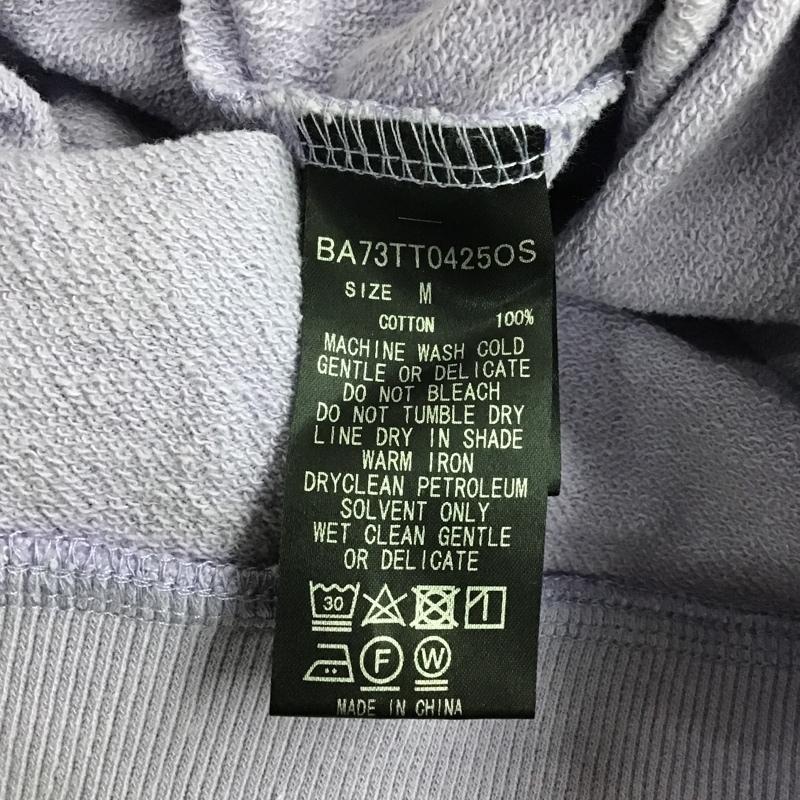 BA73TT0425OS
SIZE M
COTTON 100%
MACHINE WASH COLD
GENTLE OR DELICATE
DO NOT BLEACH
DO NOT TUMBLE DRY
LINE DRY IN SHADE
WARM IRON
DRYCLEAN PETROLEUM
SOLVENT ONLY
WET CLEAN GENTLE
OR DELICATE
30
F W
MADE IN CHINA